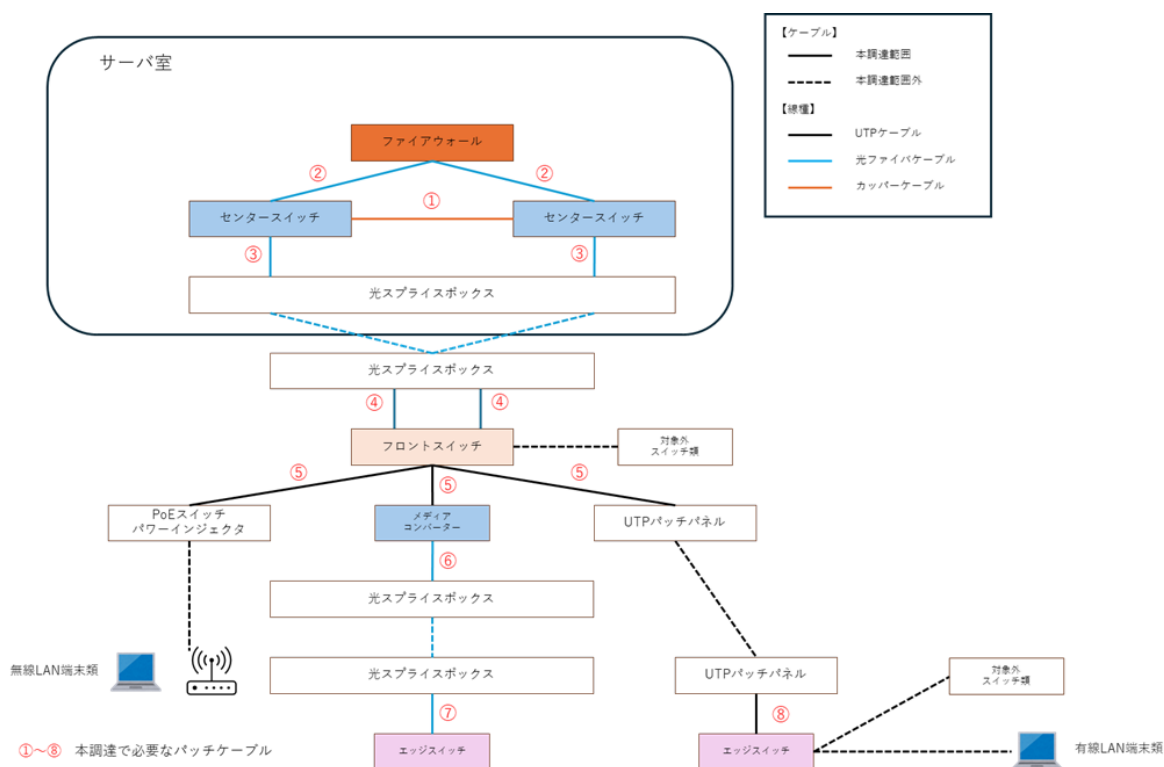 サーバ室
【ケーブル】
本調達範囲
本調達範囲外
【線種】
UTPケーブル
光ファイバケーブル
カッパーケーブル
ファイアウォール
②
②
①
センタースイッチ
センタースイッチ
③
③
光スプライスボックス
光スプライスボックス
④
④
フロントスイッチ
対象外
スイッチ類
⑤
⑤
⑤
PoEスイッチ
パワーインジェクタ
メディア
コンバーター
UTPパッチパネル
⑥
光スプライスボックス
無線LAN端末類
光スプライスボックス
UTPパッチパネル
対象外
スイッチ類
⑦
⑧
①～⑧ 本調達で必要なパッチケーブル
エッジスイッチ
エッジスイッチ
有線LAN端末類